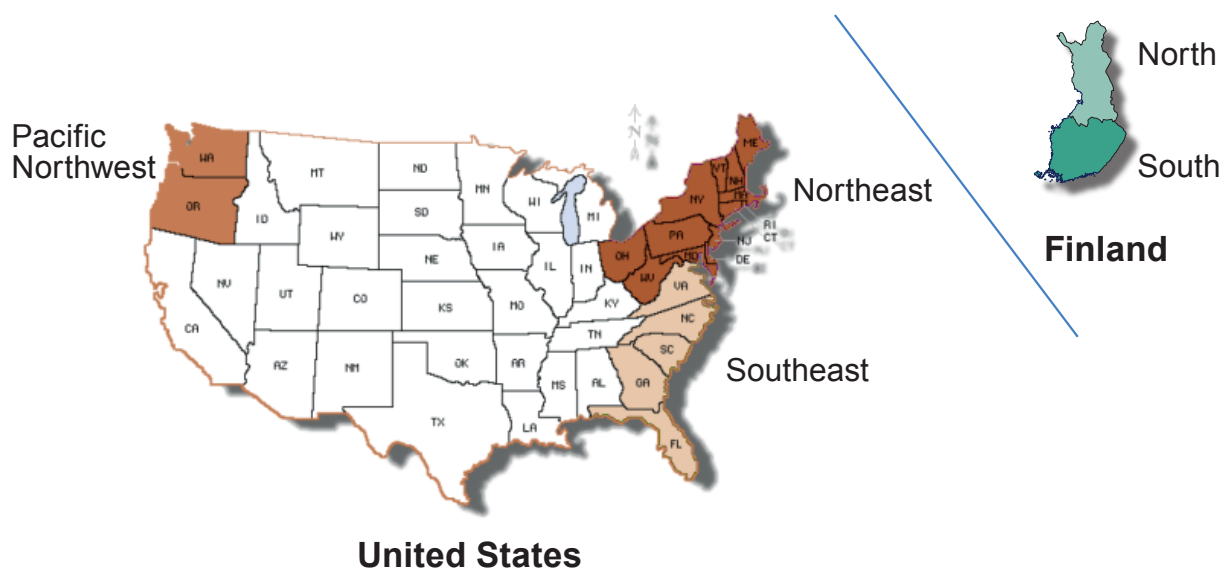 North
South
Finland
Pacific
Northwest
Northeast
Southeast
WA
OR
CA
NV
ID
MT
WY
UT
AZ
CO
NM
ND
SD
NE
KS
OK
TX
MN
IA
MO
AR
LA
WI
IL
MI
IN
KY
TN
MS
AL
OH
WV
PA
NY
VT
NH
ME
MA
RI
CT
NJ
DE
MD
VA
NC
SC
GA
FL
N
N
United States